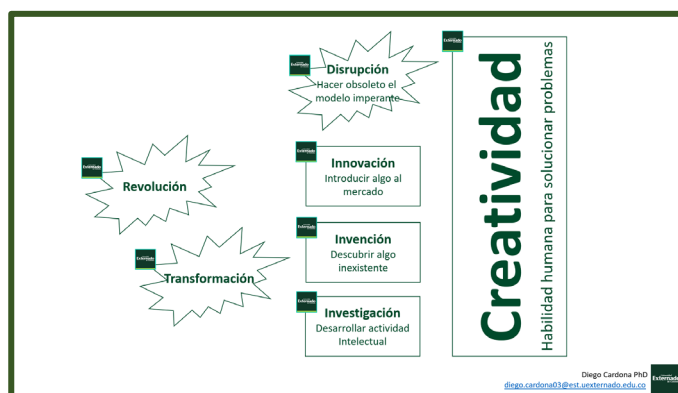 Disrupción
Hacer obsoleto el
modelo imperante
Revolución
Innovación
Introducir algo al
mercado
Invención
Descubrir algo
inexistente
Transformación
Investigación
Desarrollar actividad
Intelectual
Creatividad
Habilidad humana para solucionar problemas
Diego Cardona PhD
diego.cardona03@est.uexternado.edu.co
Externado